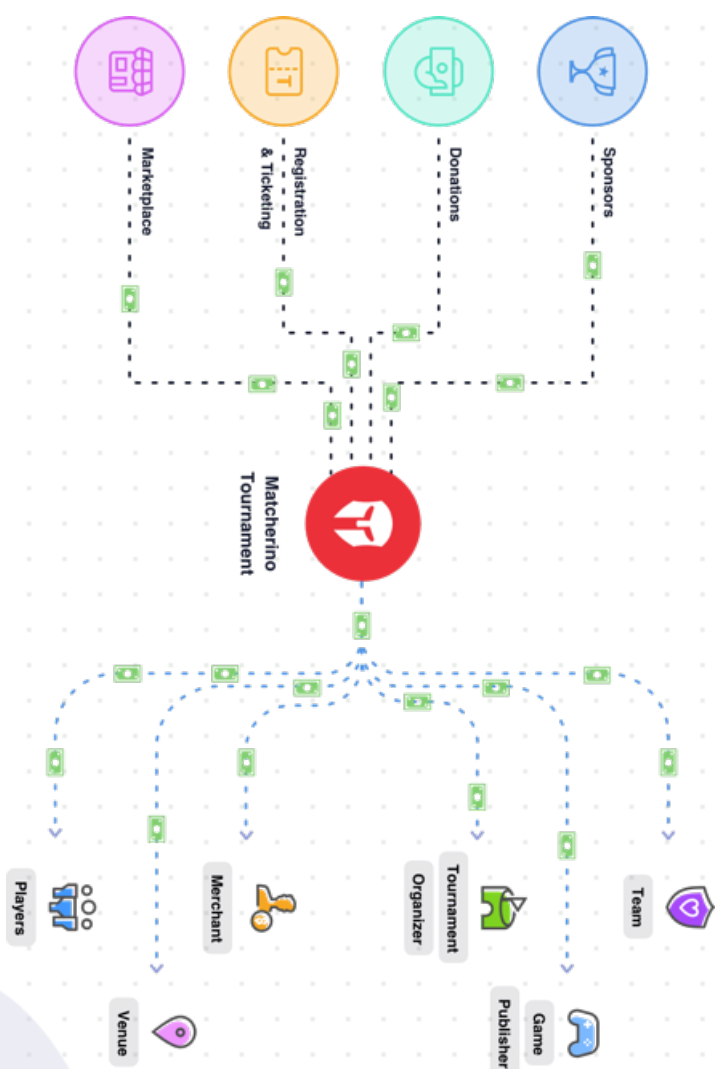 Sponsors
Donations
Registration
& Ticketing
Marketplace
Matcherino
Tournament
Team
Game
Publisher
Tournament
Organizer
Merchant
Venue
Players